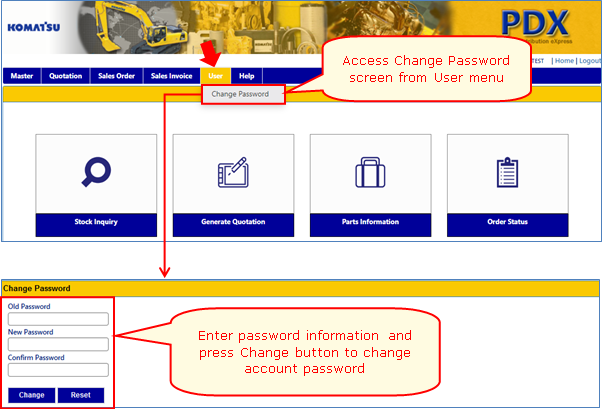 KOMATSU
PDX
ribution eXpress
TEST | Home | Logout
Master Quotation Sales Order Sales Invoice User Help
Access Change Password
screen from User menu
Change Password
Stock Inquiry Generate Quotation Parts Information Order Status
Change Password
Old Password
New Password
Confirm Password
Change Reset
Enter password information and
press Change button to change
account password